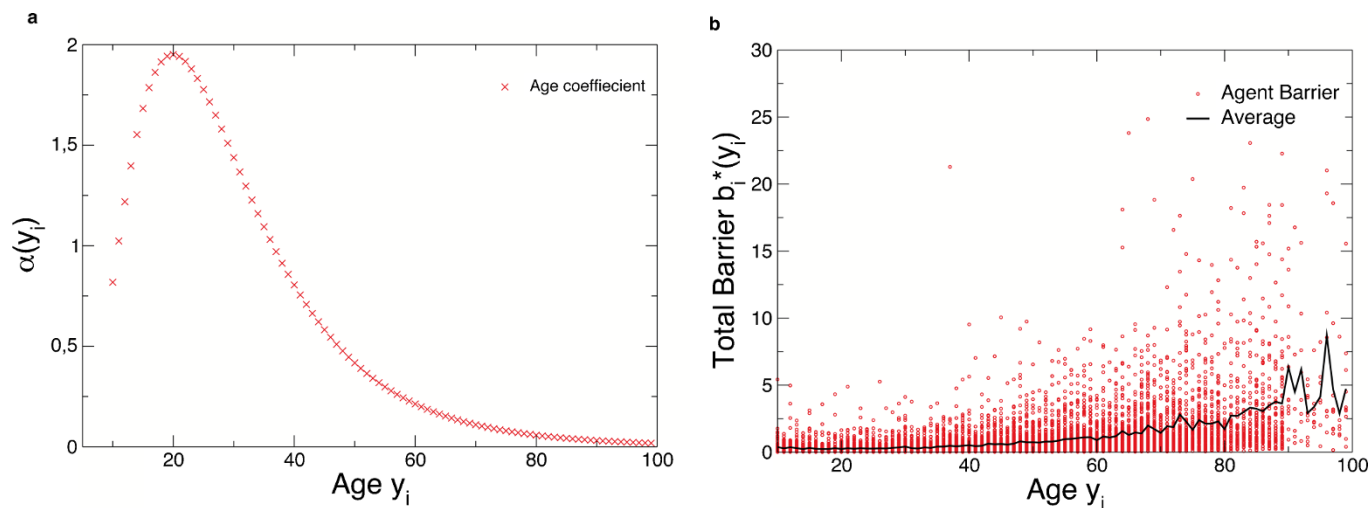 a
2
1,5
1
0,5
0
α(y_i)
20
40
60
80
100
Age y_i
Age coeffiecient
b
30
25
20
15
10
5
0
Total Barrier b_i*(y_i)
20
40
60
80
100
Age y_i
Agent Barrier
Average